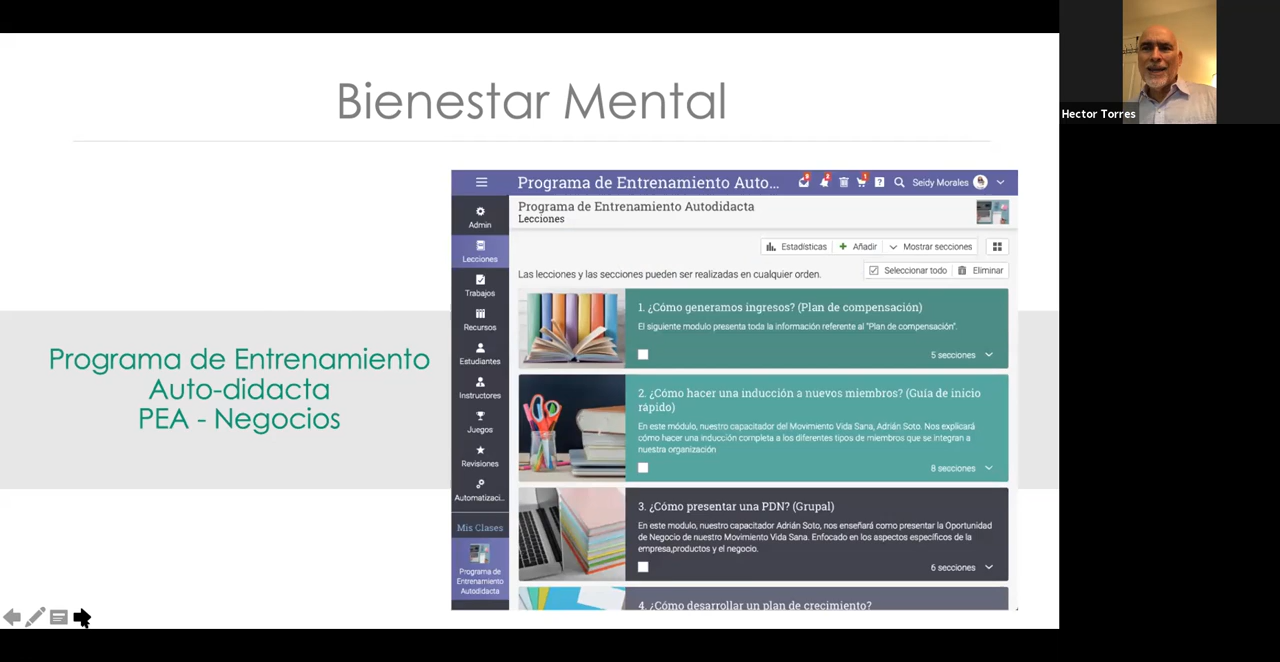 Bienestar Mental
Hector Torres
Programa de Entrenamiento
Auto-didacta
PEA - Negocios
Programa de Entrenamiento Auto...
Seidy Morales
Programa de Entrenamiento Autodidacta
Lecciones
Admin
Lecciones
Trabajos
Recursos
Estudiantes
Instructores
Juegos
Revisiones
Automatizaci...
Mis Clases
Programa de
Entrenamiento
Autodidacta
Estadísticas
Añadir
Mostrar secciones
Las lecciones y las secciones pueden ser realizadas en cualquier orden.
Seleccionar todo
Eliminar
1. ¿Cómo generamos ingresos? (Plan de compensación)
El siguiente modulo presenta toda la información referente al "Plan de compensación".
5 secciones
2. ¿Cómo hacer una inducción a nuevos miembros? (Guía de inicio
rápido)
En este módulo, nuestro capacitador del Movimiento Vida Sana, Adrián Soto. Nos explicará
cómo hacer una inducción completa a los diferentes tipos de miembros que se integran a
nuestra organización
8 secciones
3. ¿Cómo presentar una PDN? (Grupal)
En este modulo, nuestro capacitador Adrián Soto, nos enseñará como presentar la Oportunidad
de Negocio de nuestro Movimiento Vida Sana. Enfocado en los aspectos específicos de la
empresa,productos y el negocio.
6 secciones
4. ¿Cómo desarrollar un plan de crecimiento?